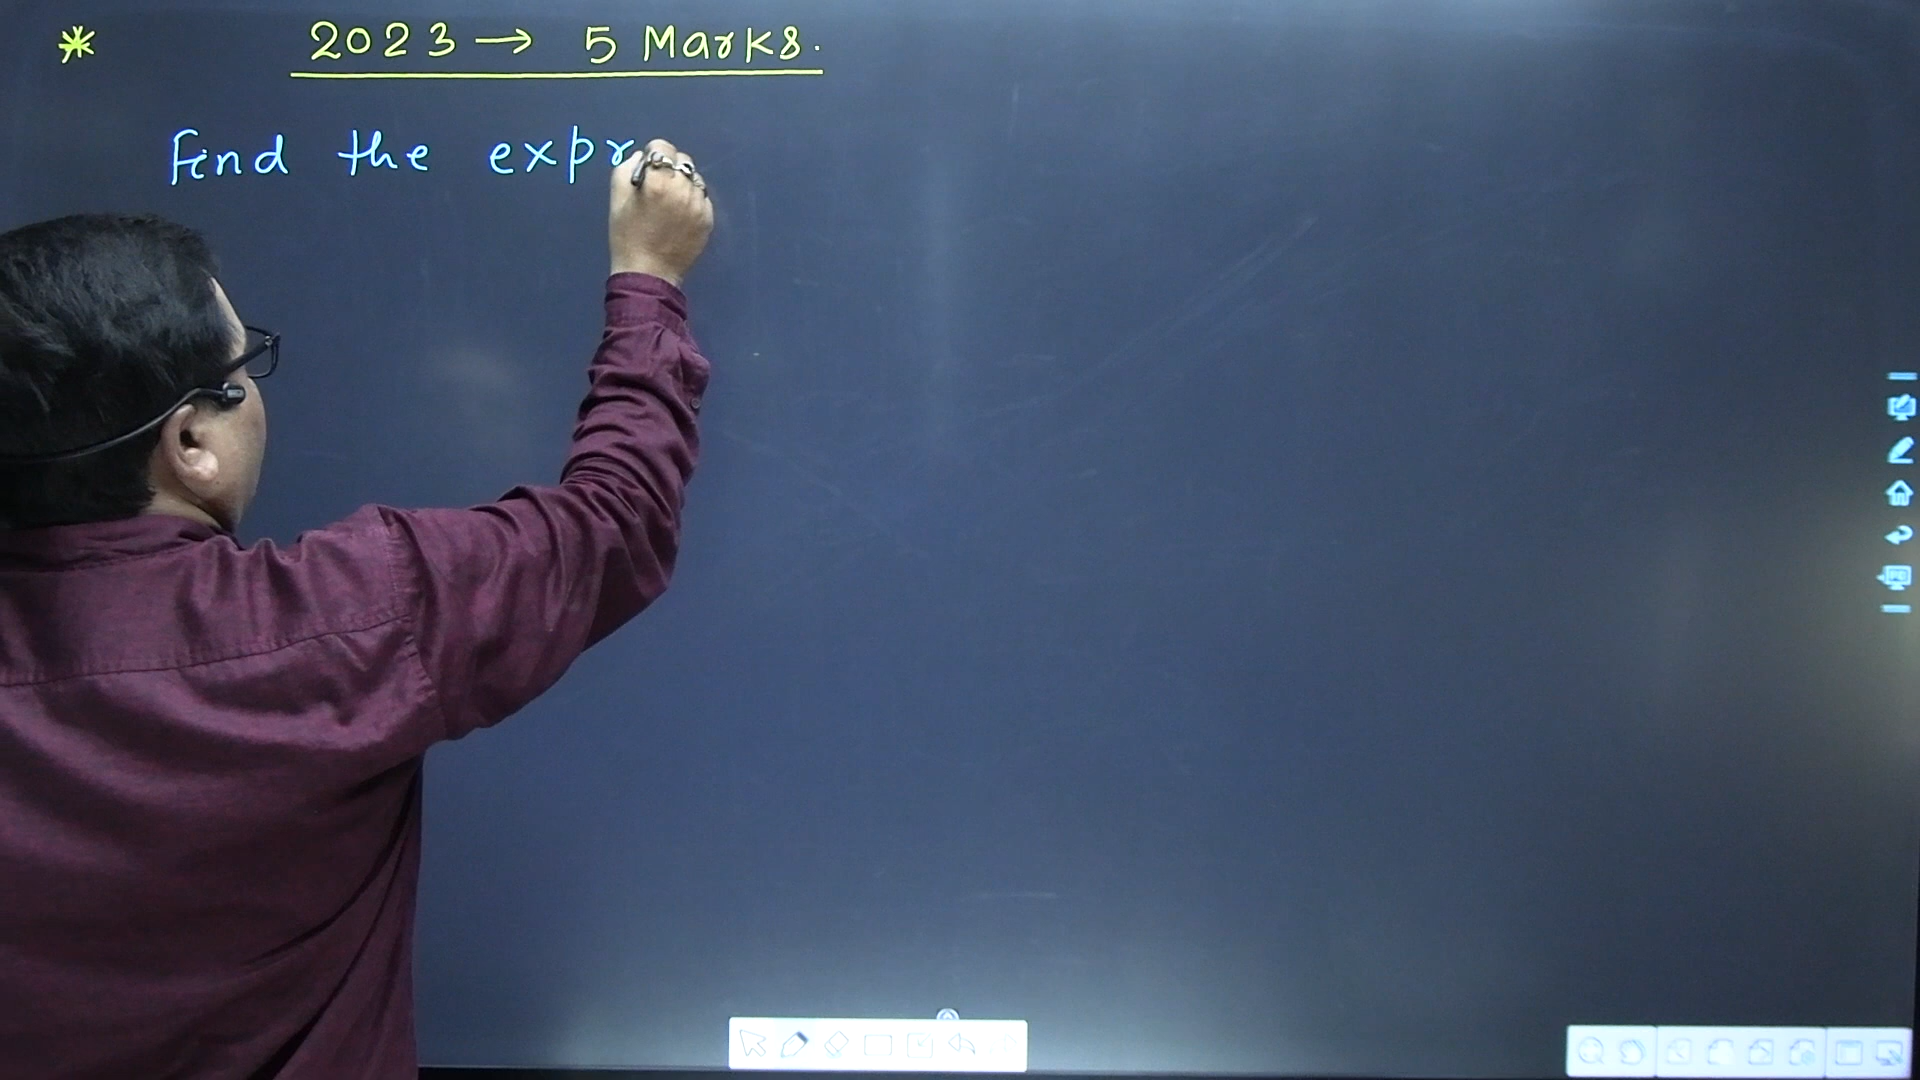 * 2023 → 5 Marks.
Find the expr